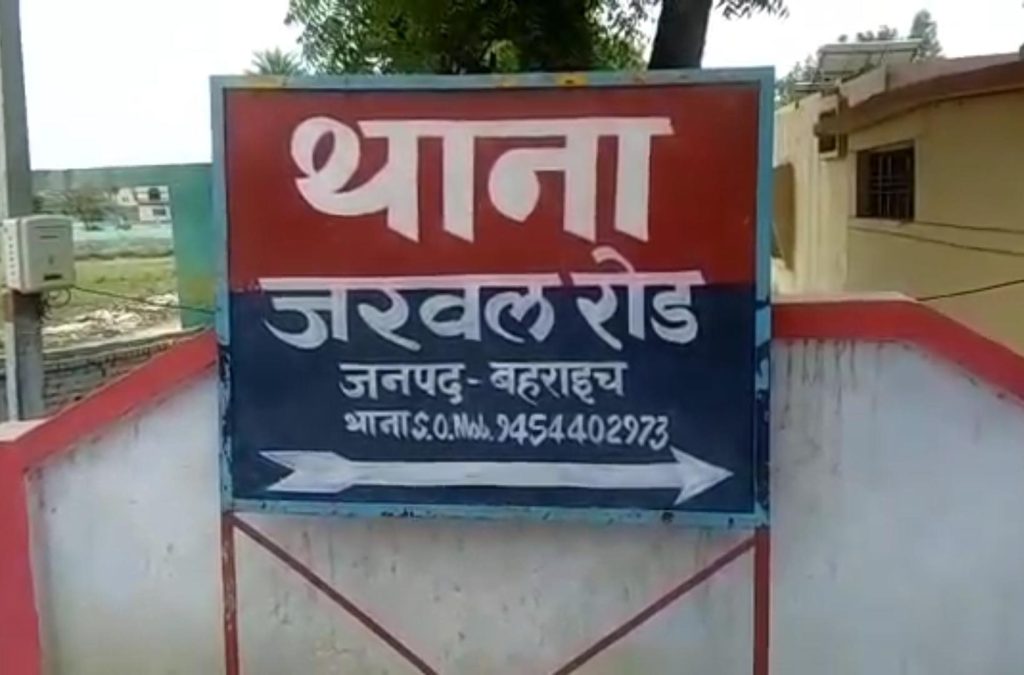 थाना
जरवल रोड
जनपद - बहराइच
थाना S.O. Mob. 9454402973